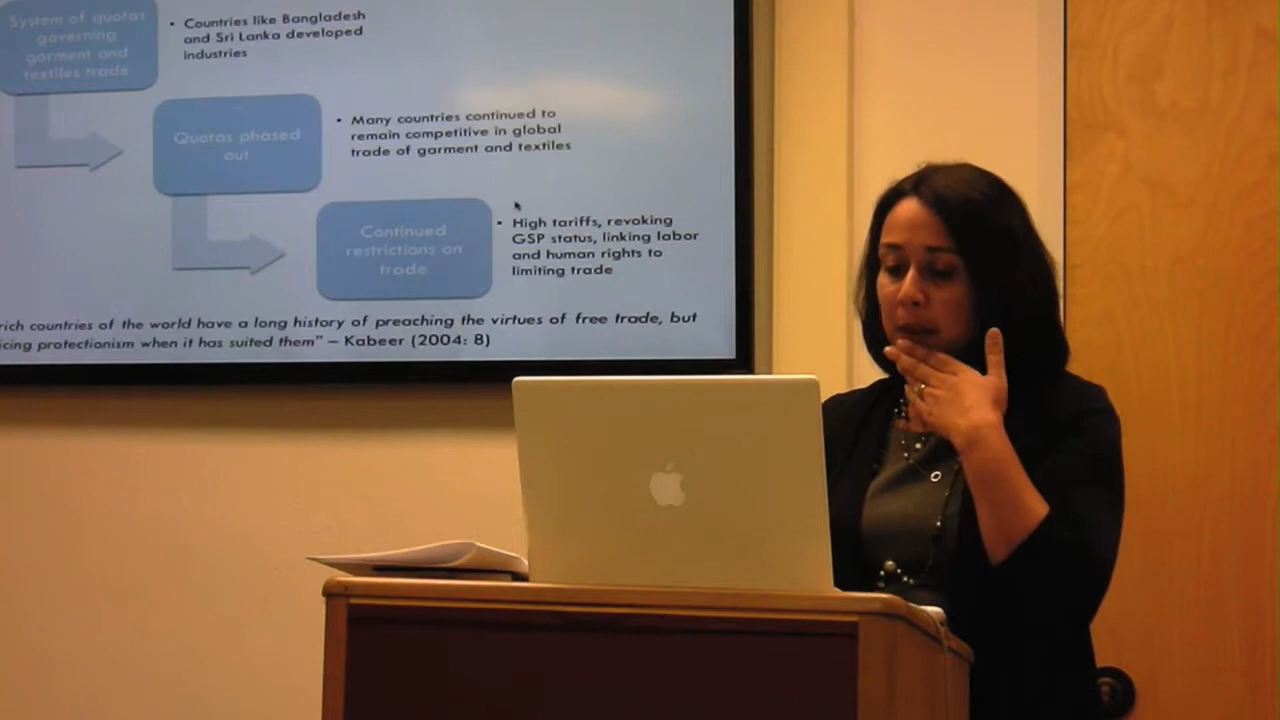 System of quotas
governing
garment and
textiles trade
• Countries like Bangladesh
and Sri Lanka developed
industries
Quotas phased
out
• Many countries continued to
remain competitive in global
trade of garment and textiles
Continued
restrictions on
trade
• High tariffs, revoking
GSP status, linking labor
and human rights to
limiting trade
rich countries of the world have a long history of preaching the virtues of free trade, but
icing protectionism when it has suited them” – Kabeer (2004: 8)